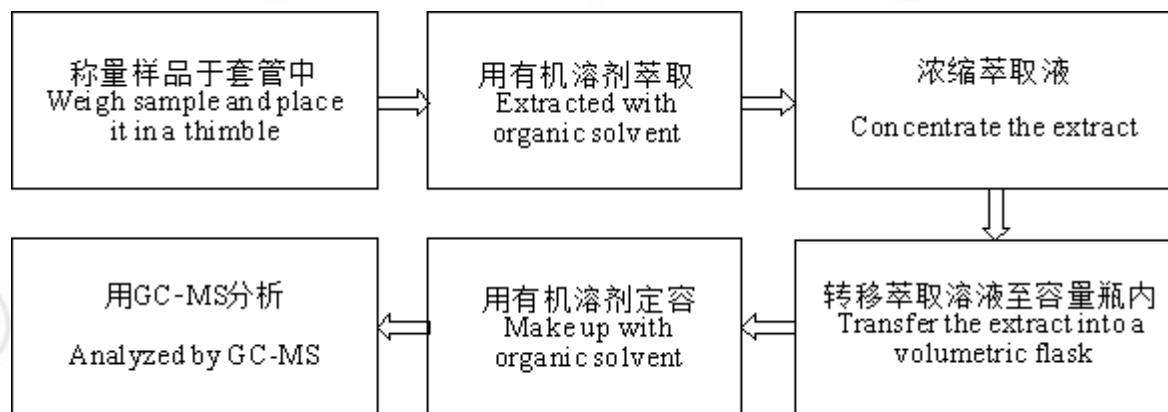 称量样品于套管中
Weigh sample and place
it in a thimble
用有机溶剂萃取
Extracted with
organic solvent
浓缩萃取液
Concentrate the extract
转移萃取溶液至容量瓶内
Transfer the extract into a
volumetric flask
用有机溶剂定容
Make up with
organic solvent
用GC-MS分析
Analyzed by GC-MS